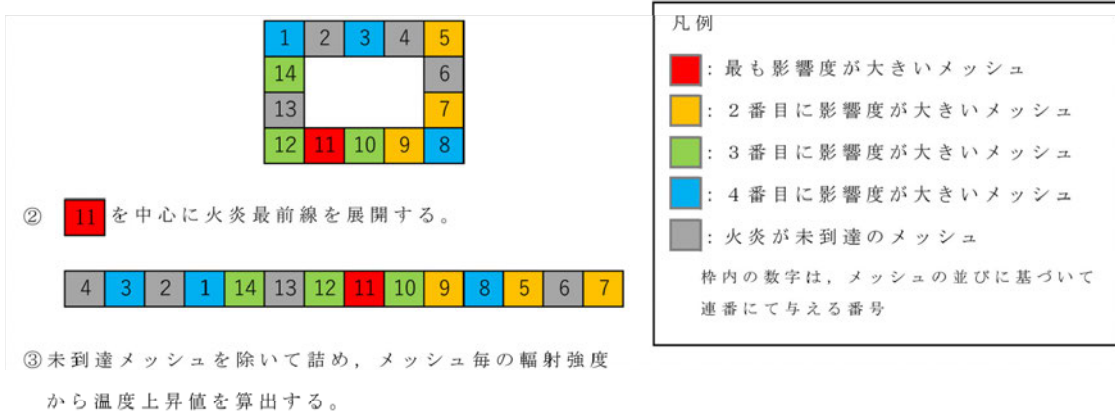 1 2 3 4 5
14 6
13 7
12 11 10 9 8
② 11 を中心に火炎最前線を展開する。
4 3 2 1 14 13 12 11 10 9 8 5 6 7
③未到達メッシュを除いて詰め，メッシュ毎の輻射強度
から温度上昇値を算出する。
凡例
：最も影響度が大きいメッシュ
：２番目に影響度が大きいメッシュ
：３番目に影響度が大きいメッシュ
：４番目に影響度が大きいメッシュ
：火炎が未到達のメッシュ
枠内の数字は，メッシュの並びに基づいて
連番にて与える番号